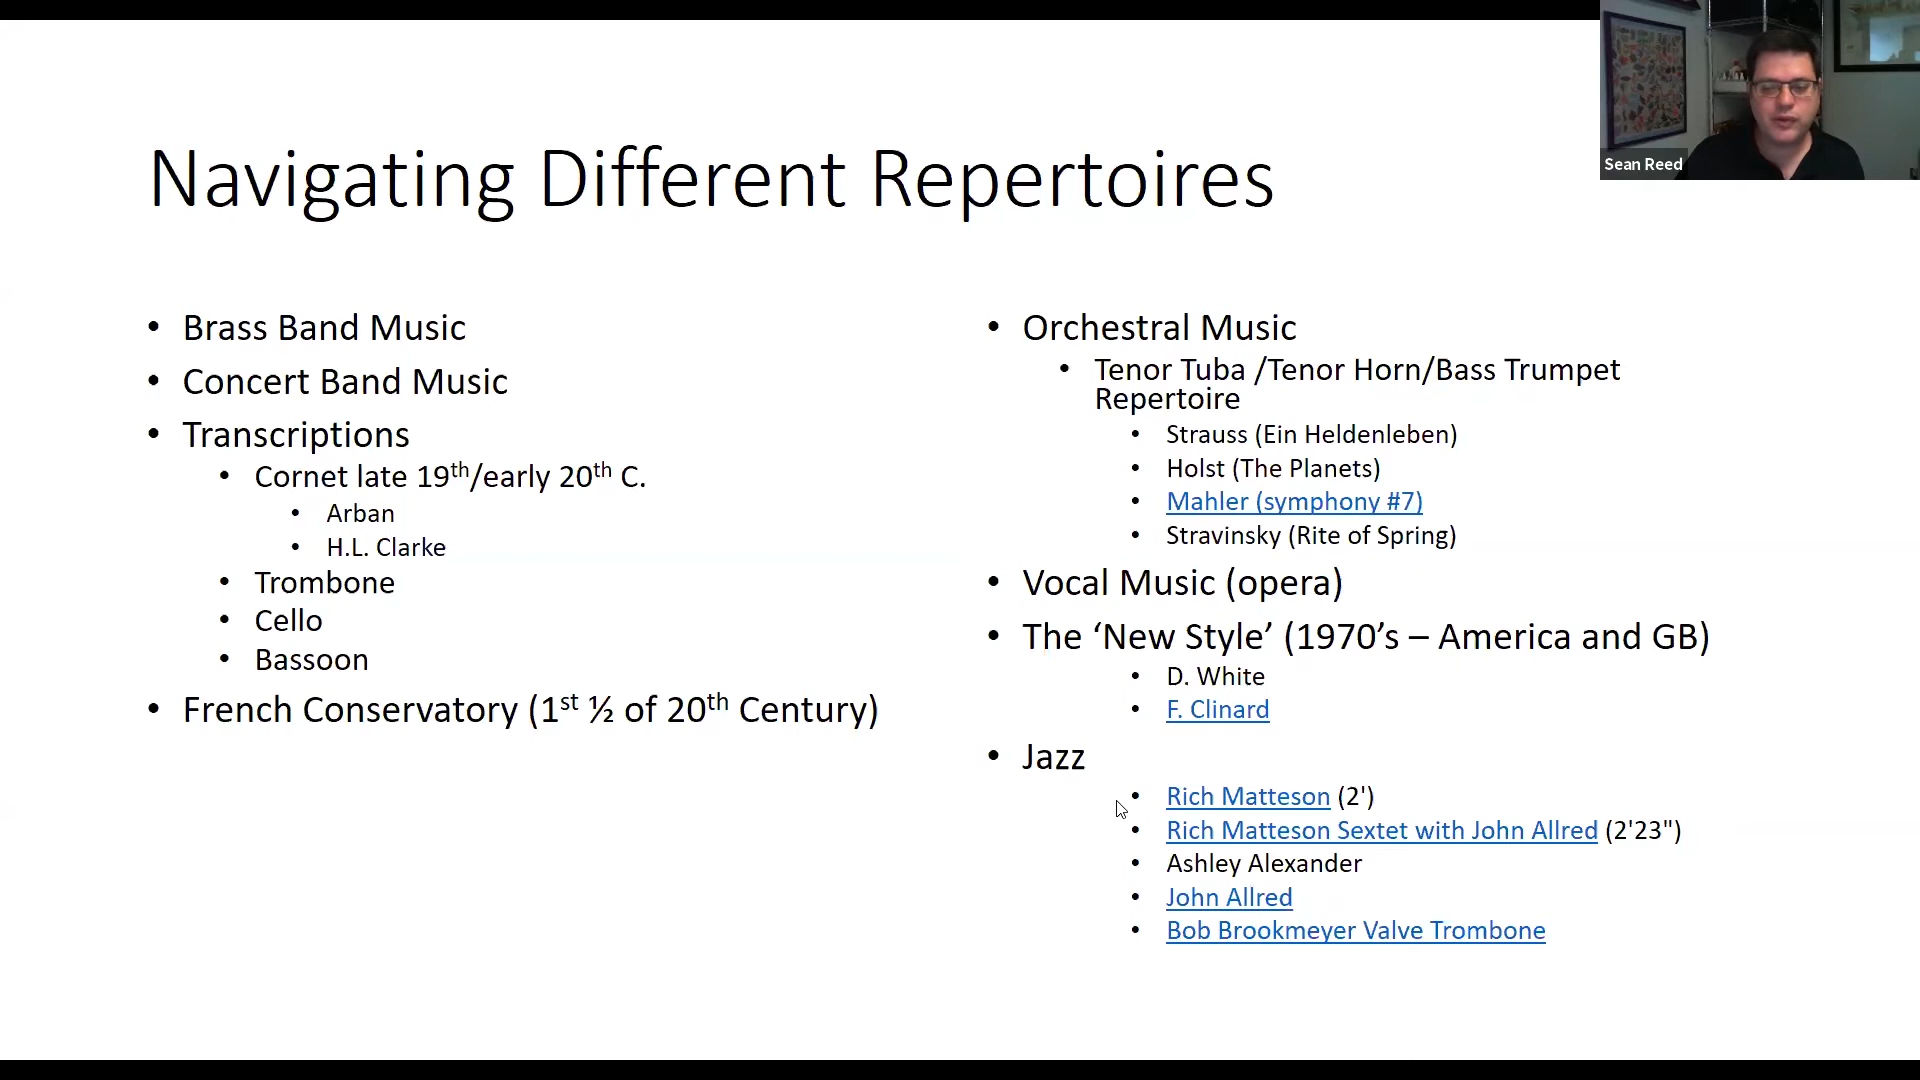 Navigating Different Repertoires
Sean Reed
• Brass Band Music
• Concert Band Music
• Transcriptions
• Cornet late 19th/early 20th C.
• Arban
• H.L. Clarke
• Trombone
• Cello
• Bassoon
• French Conservatory (1st ½ of 20th Century)
• Orchestral Music
• Tenor Tuba /Tenor Horn/Bass Trumpet
Repertoire
• Strauss (Ein Heldenleben)
• Holst (The Planets)
• Mahler (symphony #7)
• Stravinsky (Rite of Spring)
• Vocal Music (opera)
• The ‘New Style’ (1970’s – America and GB)
• D. White
• F. Clinard
• Jazz
• Rich Matteson (2')
• Rich Matteson Sextet with John Allred (2'23")
• Ashley Alexander
• John Allred
• Bob Brookmeyer Valve Trombone